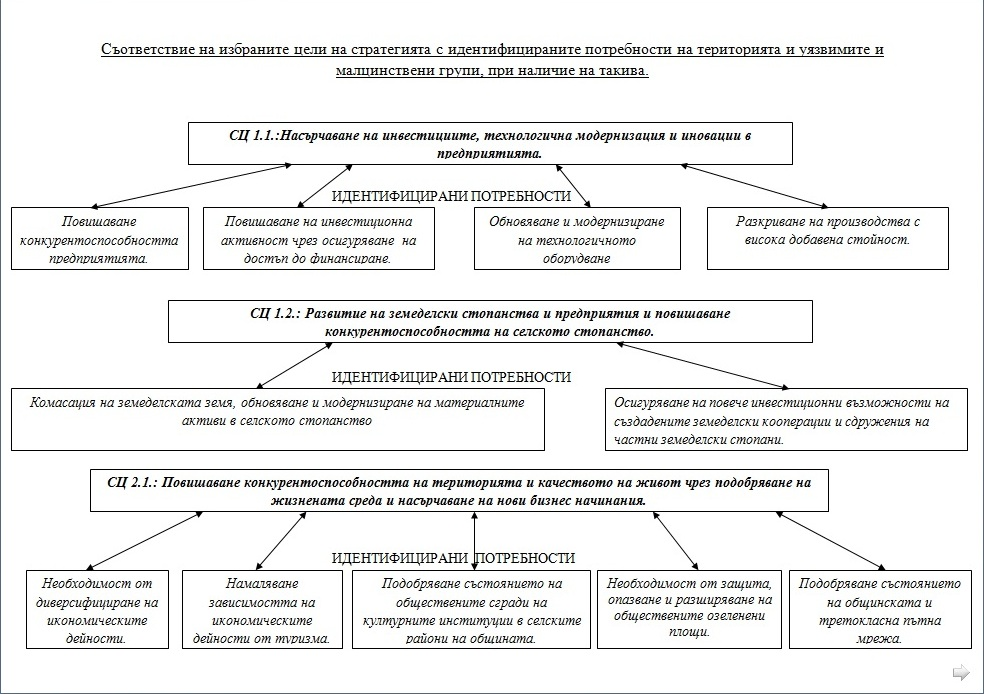 Съответствие на избраните цели на стратегията с идентифицираните потребности на територията и уязвимите и
малцинствени групи, при наличие на такива.
СЦ 1.1.:Насърчаване на инвестициите, технологична модернизация и иновации в
предприятията.
ИДЕНТИФИЦИРАНИ ПОТРЕБНОСТИ
Повишаване
конкурентоспособността
предприятията.
Повишаване на инвестиционна
активност чрез осигуряване на
достъп до финансиране.
Обновяване и модернизиране
на технологичното
оборудване
Разкриване на производства с
висока добавена стойност.
СЦ 1.2.: Развитие на земеделски стопанства и предприятия и повишаване
конкурентоспособността на селското стопанство.
ИДЕНТИФИЦИРАНИ ПОТРЕБНОСТИ
Комасация на земеделската земя, обновяване и модернизиране на материалните
активи в селското стопанство
Осигуряване на повече инвестиционни възможности на
създадените земеделски кооперации и сдружения на
частни земеделски стопани.
СЦ 2.1.: Повишаване конкурентоспособността на територията и качеството на живот чрез подобряване на
жизнената среда и насърчаване на нови бизнес начинания.
ИДЕНТИФИЦИРАНИ ПОТРЕБНОСТИ
Необходимост от
диверсифициране на
икономическите
дейности.
Намаляване
зависимостта на
икономическите
дейности от туризма.
Подобряване състоянието на
обществените сгради на
културните институции в селските
райони на общината.
Необходимост от защита,
опазване и разширяване на
обществените озеленени
площи.
Подобряване състоянието
на общинската и
третокласна пътна
мрежа.